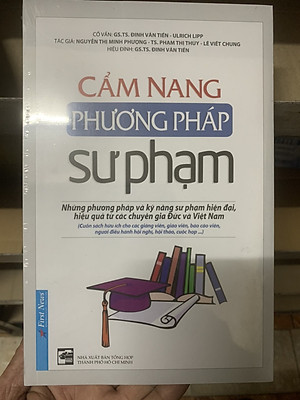 CỐ VẤN: GS.TS. ĐINH VĂN TIẾN - ULRICH LIPP
TÁC GIẢ: NGUYỄN THỊ MINH PHƯỢNG - TS. PHẠM THỊ THÚY - LÊ VIẾT CHUNG
HIỆU ĐÍNH: GS.TS. ĐINH VĂN TIẾN
CẨM NANG
PHƯƠNG PHÁP
sư phạm
Những phương pháp và kỹ năng sư phạm hiện đại,
hiệu quả từ các chuyên gia Đức và Việt Nam
(Cuốn sách hữu ích cho các giảng viên, giáo viên, báo cáo viên,
người điều hành hội nghị, hội thảo, cuộc họp ...)
First News
NHÀ XUẤT BẢN TỔNG HỢP
THÀNH PHỐ HỒ CHÍ MINH